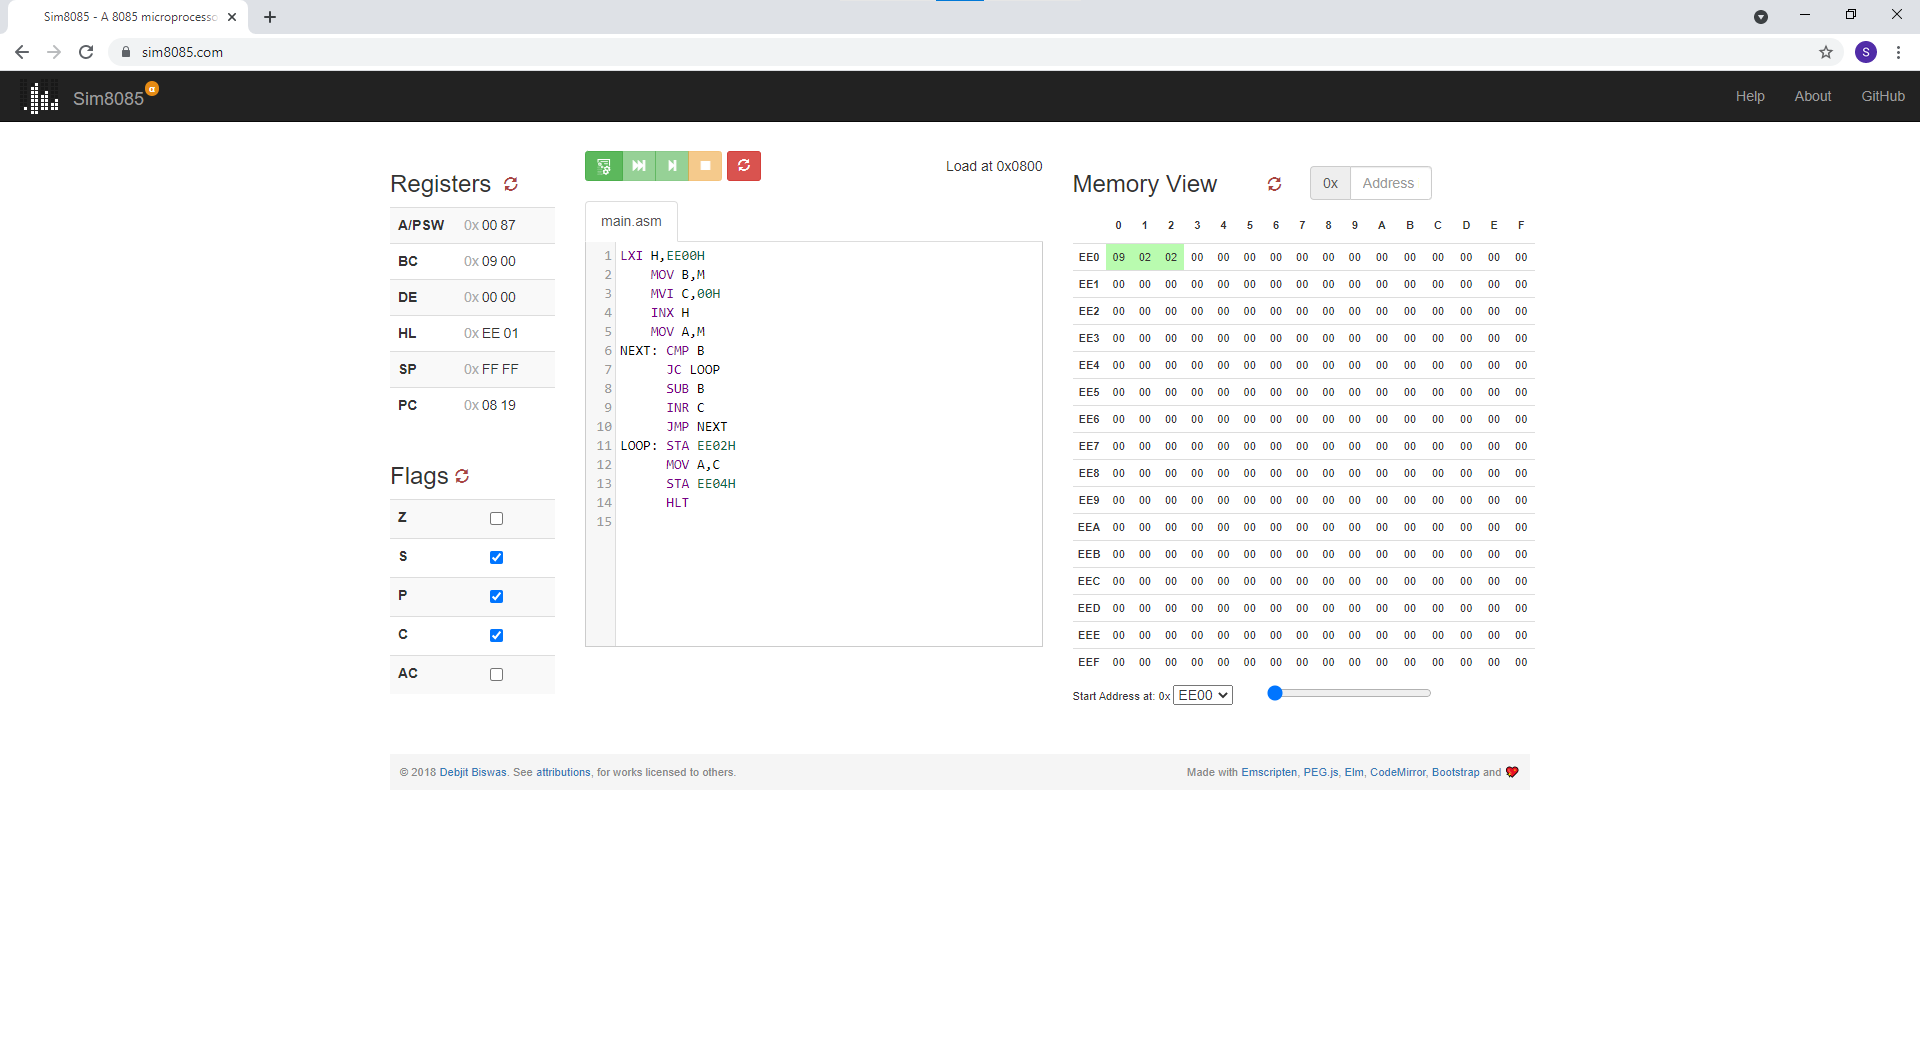 Sim8085 - A 8085 microprocesso
sim8085.com
S
Sim8085 α
Help About GitHub
Load at 0x0800
Registers
A/PSW 0x 00 87
BC 0x 09 00
DE 0x 00 00
HL 0x EE 01
SP 0x FF FF
PC 0x 08 19
Flags
Z
S
P
C
AC
main.asm
1 LXI H,EE00H
2 MOV B,M
3 MVI C,00H
4 INX H
5 MOV A,M
6 NEXT: CMP B
7 JC LOOP
8 SUB B
9 INR C
10 JMP NEXT
11 LOOP: STA EE02H
12 MOV A,C
13 STA EE04H
14 HLT
15
Memory View 0x Address
0 1 2 3 4 5 6 7 8 9 A B C D E F
EE0 09 02 02 00 00 00 00 00 00 00 00 00 00 00 00 00
EE1 00 00 00 00 00 00 00 00 00 00 00 00 00 00 00 00
EE2 00 00 00 00 00 00 00 00 00 00 00 00 00 00 00 00
EE3 00 00 00 00 00 00 00 00 00 00 00 00 00 00 00 00
EE4 00 00 00 00 00 00 00 00 00 00 00 00 00 00 00 00
EE5 00 00 00 00 00 00 00 00 00 00 00 00 00 00 00 00
EE6 00 00 00 00 00 00 00 00 00 00 00 00 00 00 00 00
EE7 00 00 00 00 00 00 00 00 00 00 00 00 00 00 00 00
EE8 00 00 00 00 00 00 00 00 00 00 00 00 00 00 00 00
EE9 00 00 00 00 00 00 00 00 00 00 00 00 00 00 00 00
EEA 00 00 00 00 00 00 00 00 00 00 00 00 00 00 00 00
EEB 00 00 00 00 00 00 00 00 00 00 00 00 00 00 00 00
EEC 00 00 00 00 00 00 00 00 00 00 00 00 00 00 00 00
EED 00 00 00 00 00 00 00 00 00 00 00 00 00 00 00 00
EEE 00 00 00 00 00 00 00 00 00 00 00 00 00 00 00 00
EEF 00 00 00 00 00 00 00 00 00 00 00 00 00 00 00 00
Start Address at: 0x EE00
© 2018 Debjit Biswas. See attributions, for works licensed to others.
Made with Emscripten, PEG.js, Elm, CodeMirror, Bootstrap and